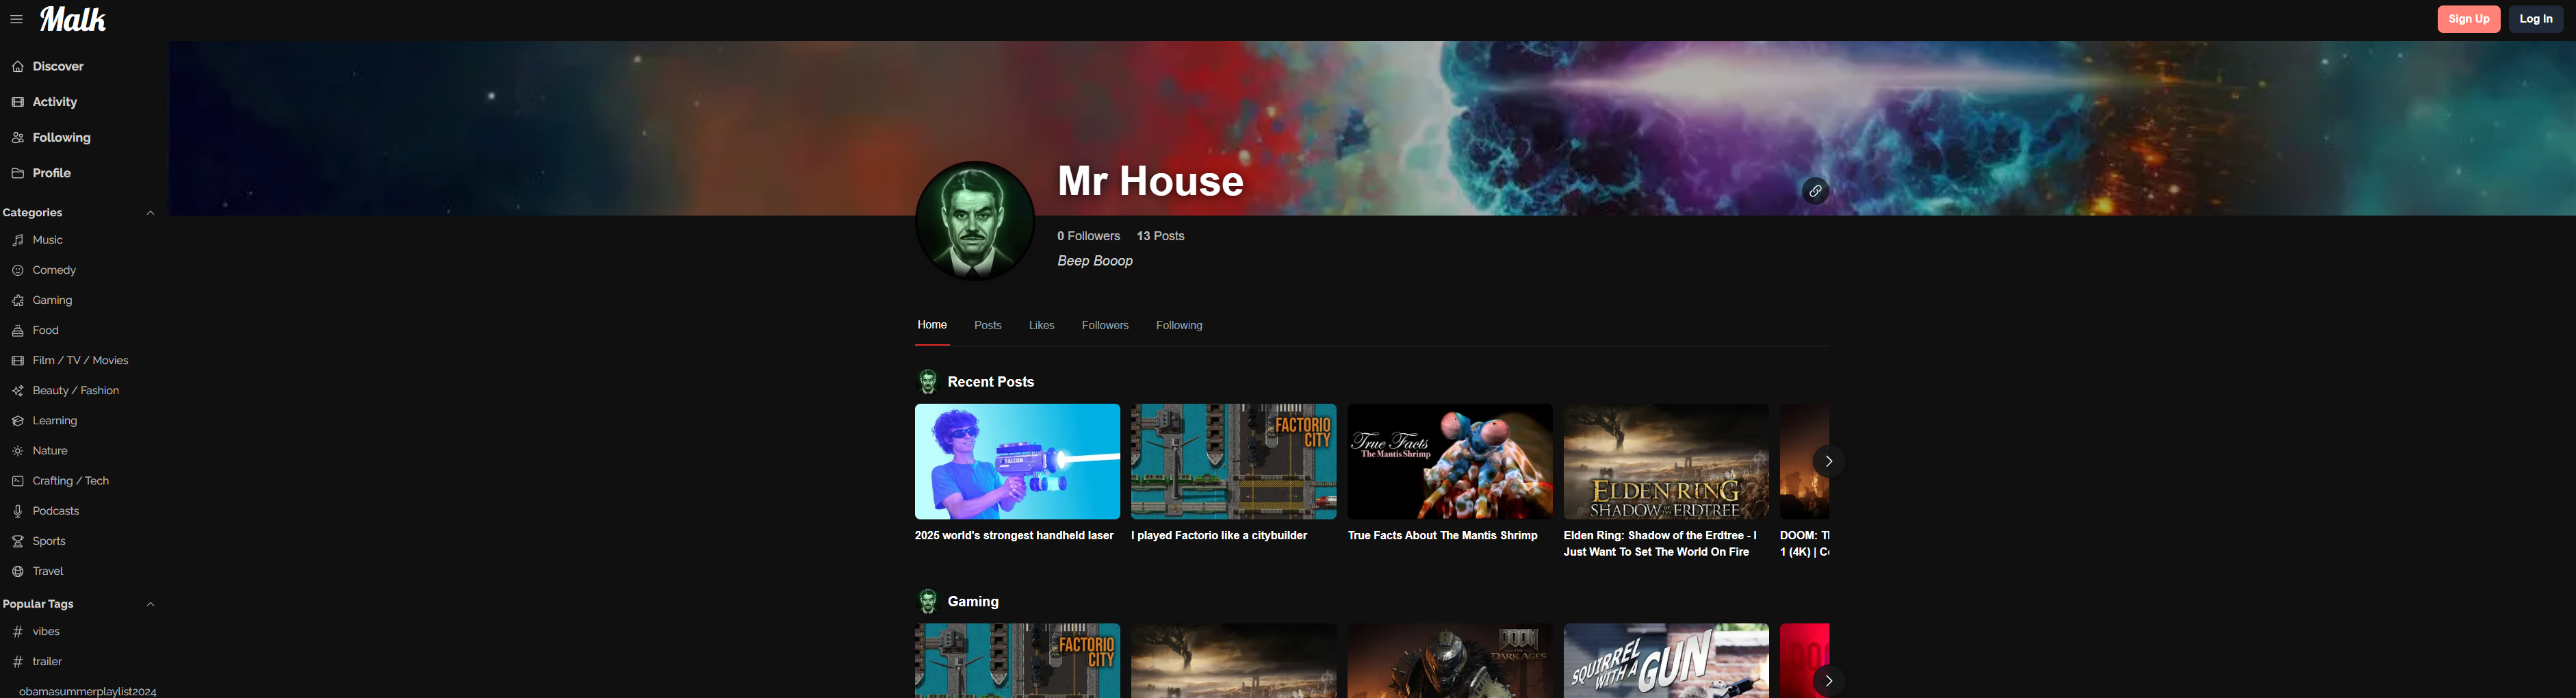 Malk
Sign Up
Log In
Discover
Activity
Following
Profile
Categories
Music
Comedy
Gaming
Food
Film / TV / Movies
Beauty / Fashion
Learning
Nature
Crafting / Tech
Podcasts
Sports
Travel
Popular Tags
vibes
trailer
obamasummerplaylist2024
Mr House
0 Followers 13 Posts
Beep Booop
Home Posts Likes Followers Following
Recent Posts
FALCON
FACTORIO
CITY
True Facts
The Mantis Shrimp
ELDEN RING
SHADOW OF THE ERDTREE
2025 world's strongest handheld laser
I played Factorio like a citybuilder
True Facts About The Mantis Shrimp
Elden Ring: Shadow of the Erdtree - I
Just Want To Set The World On Fire
DOOM:
1 (4K) |
Gaming
FACTORIO
CITY
DOOM
THE
DARK AGES
SQUIRREL
WITH A GUN